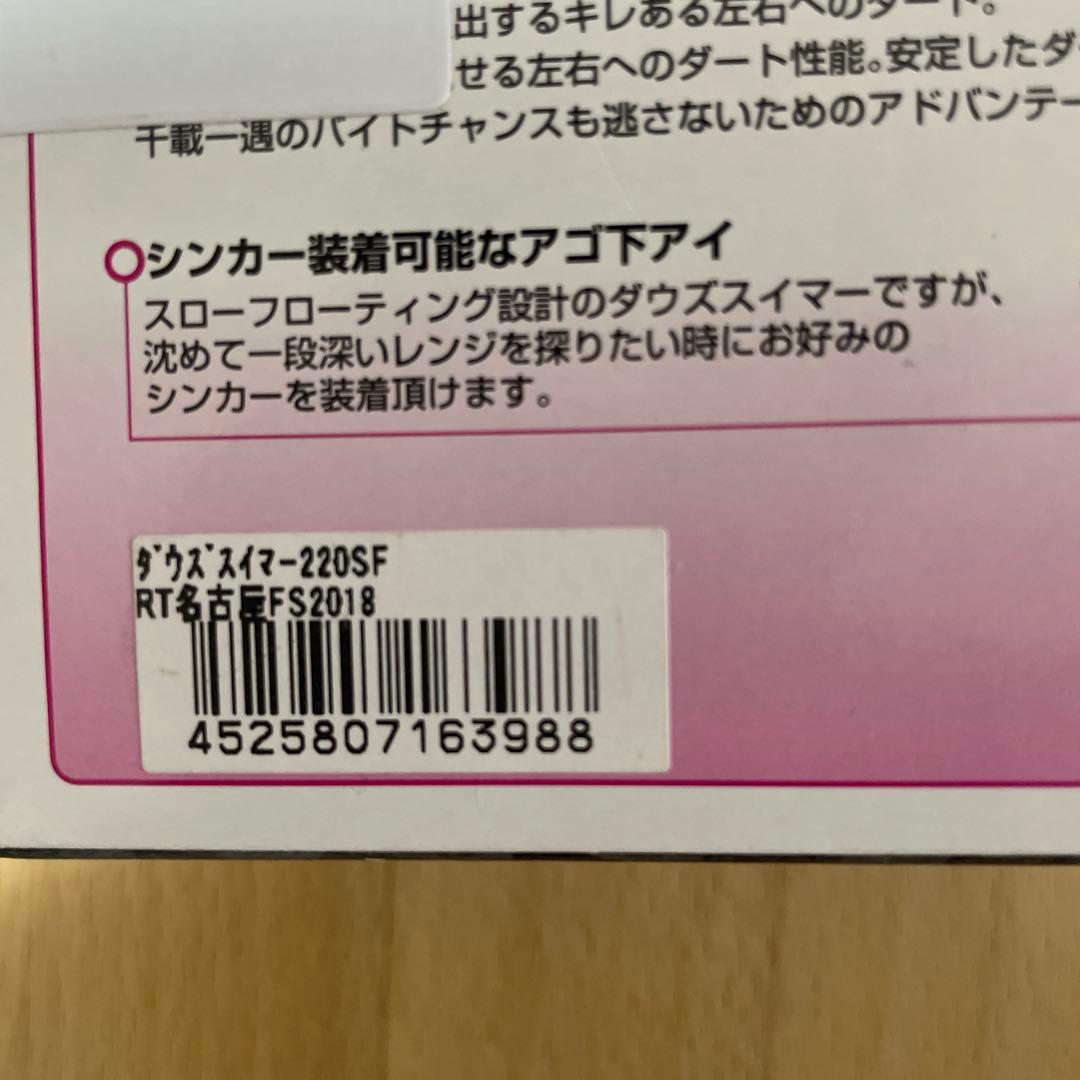 出するキレある左右へのダート。
せる左右へのダート性能。安定したダ
千載一遇のバイトチャンスも逃さないためのアドバンテー
シンカー装着可能なアゴ下アイ
スローフローティング設計のダウズスイマーですが、
沈めて一段深いレンジを探りたい時にお好みの
シンカーを装着頂けます。
ﾀﾞｳｽﾞｽｲﾏｰ220SF
RT名古屋FS2018
4525807163988